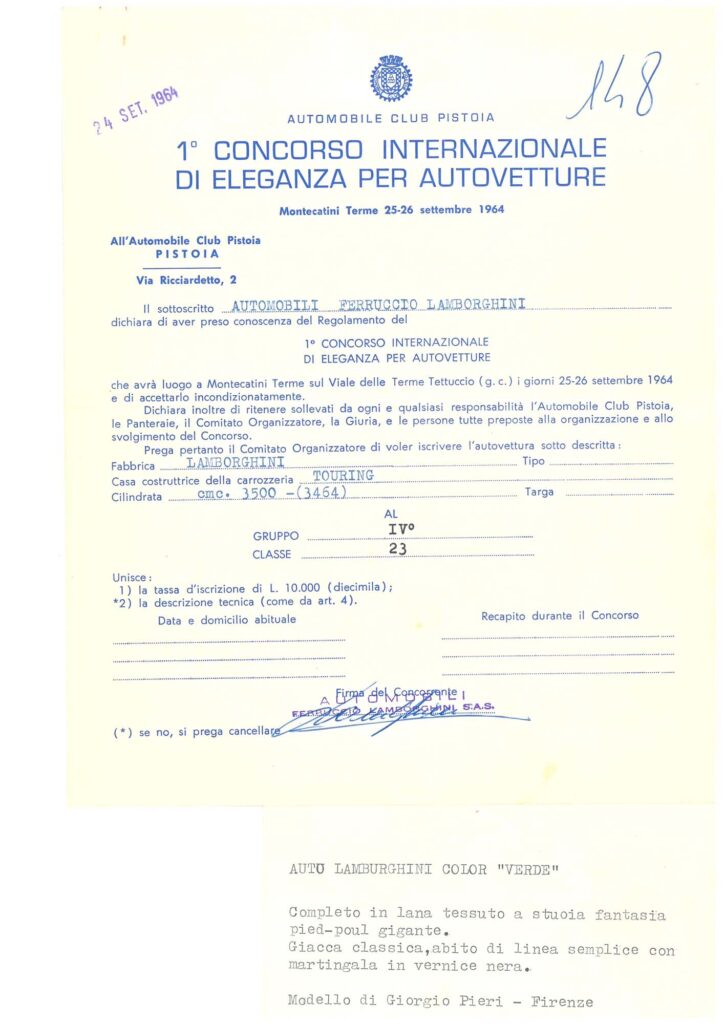 24 SET. 1964
148
AUTOMOBILE CLUB PISTOIA
1° CONCORSO INTERNAZIONALE
DI ELEGANZA PER AUTOVETTURE
Montecatini Terme 25-26 settembre 1964
All'Automobile Club Pistoia
PISTOIA
Via Ricciardetto, 2
Il sottoscritto AUTOMOBILI FERRUCCIO LAMBORGHINI
dichiara di aver preso conoscenza del Regolamento del
1° CONCORSO INTERNAZIONALE
DI ELEGANZA PER AUTOVETTURE
che avrà luogo a Montecatini Terme sul Viale delle Terme Tettuccio (g. c.) i giorni 25-26 settembre 1964
e di accettarlo incondizionatamente.
Dichiara inoltre di ritenere sollevati da ogni e qualsiasi responsabilità l'Automobile Club Pistoia,
le Panteraie, il Comitato Organizzatore, la Giuria, e le persone tutte preposte alla organizzazione e allo
svolgimento del Concorso.
Prega pertanto il Comitato Organizzatore di voler iscrivere l'autovettura sotto descritta :
Fabbrica LAMBORGHINI Tipo
Casa costruttrice della carrozzeria TOURING
Cilindrata cmc. 3500 -(3464) Targa
AL
GRUPPO IV°
CLASSE 23
Unisce :
1) la tassa d'iscrizione di L. 10.000 (diecimila) ;
*2) la descrizione tecnica (come da art. 4).
Data e domicilio abituale Recapito durante il Concorso
Firma del Concorrente
AUTOMOBILI
FERRUCCIO LAMBORGHINI S.A.S.
(*) se no, si prega cancellare
AUTO LAMBURGHINI COLOR "VERDE"
Completo in lana tessuto a stuoia fantasia
pied-poul gigante.
Giacca classica,abito di linea semplice con
martingala in vernice nera.
Modello di Giorgio Pieri - Firenze